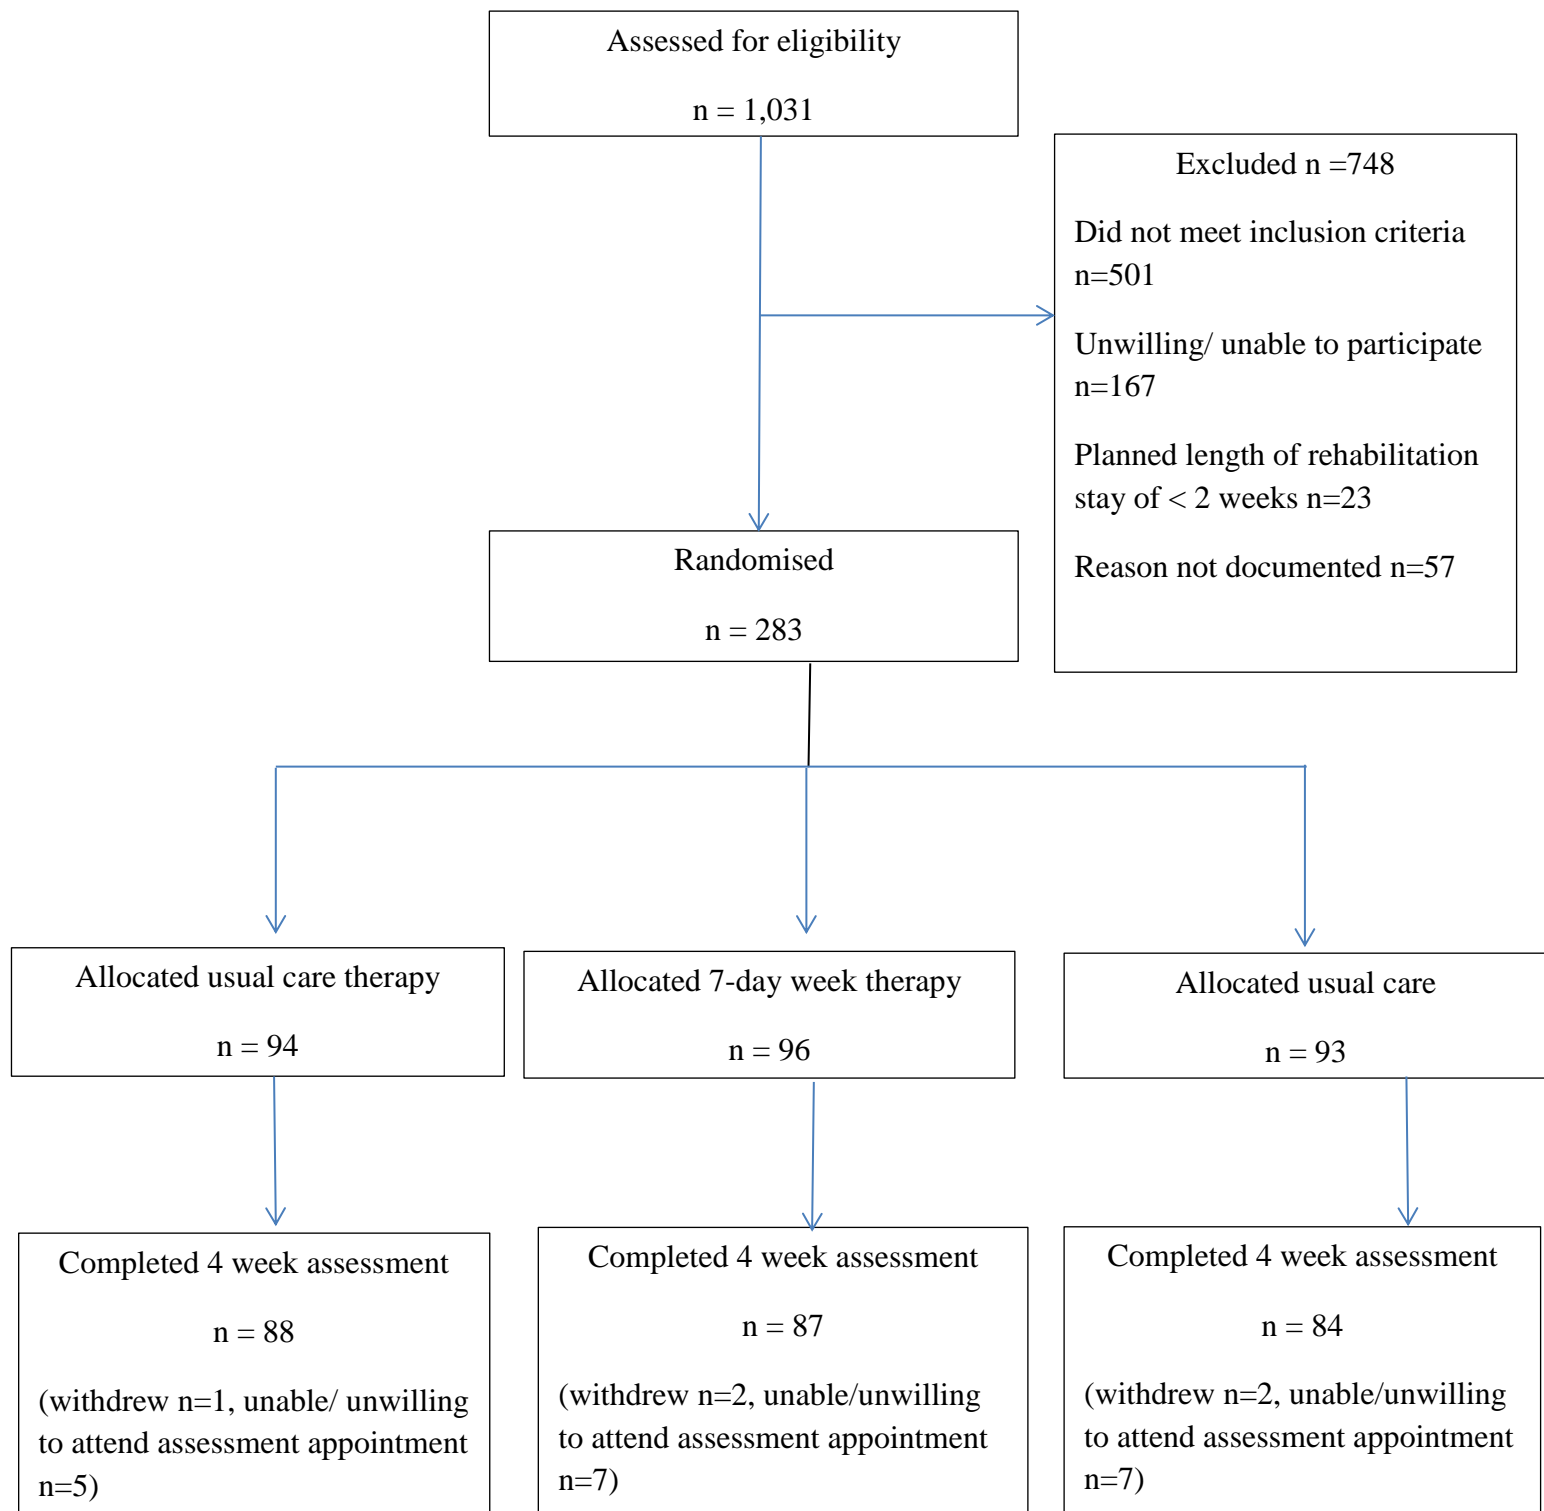 Assessed for eligibility
n = 1,031
Excluded n =748
Did not meet inclusion criteria
n=501
Unwilling/ unable to participate
n=167
Planned length of rehabilitation
stay of < 2 weeks n=23
Reason not documented n=57
Randomised
n = 283
Allocated usual care therapy
n = 94
Allocated 7-day week therapy
n = 96
Allocated usual care
n = 93
Completed 4 week assessment
n = 88
(withdrew n=1, unable/ unwilling
to attend assessment appointment
n=5)
Completed 4 week assessment
n = 87
(withdrew n=2, unable/unwilling
to attend assessment appointment
n=7)
Completed 4 week assessment
n = 84
(withdrew n=2, unable/unwilling
to attend assessment appointment
n=7)